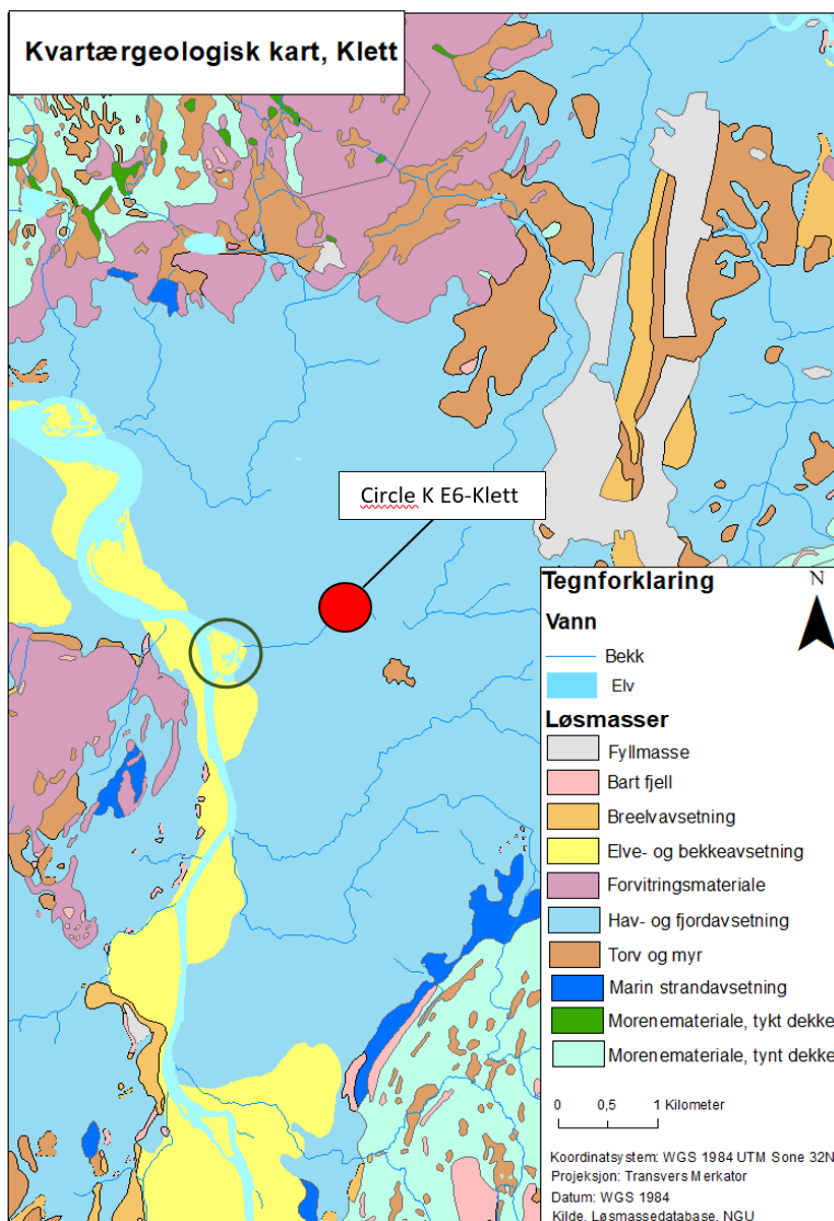 Kvartærgeologisk kart, Klett
Circle K E6-Klett
Tegnforklaring
N
Vann
Bekk
Elv
Løsmasser
Fyllmasse
Bart fjell
Breelvavsetning
Elve- og bekkeavsetning
Forvitringsmateriale
Hav- og fjordavsetning
Torv og myr
Marin strandavsetning
Morenemateriale, tykt dekke
Morenemateriale, tynt dekke
0 0,5 1 Kilometer
Koordinatsystem: WGS 1984 UTM Sone 32N
Projeksjon: Transvers Merkator
Datum: WGS 1984
Kilde. Løsmassedatabase, NGU